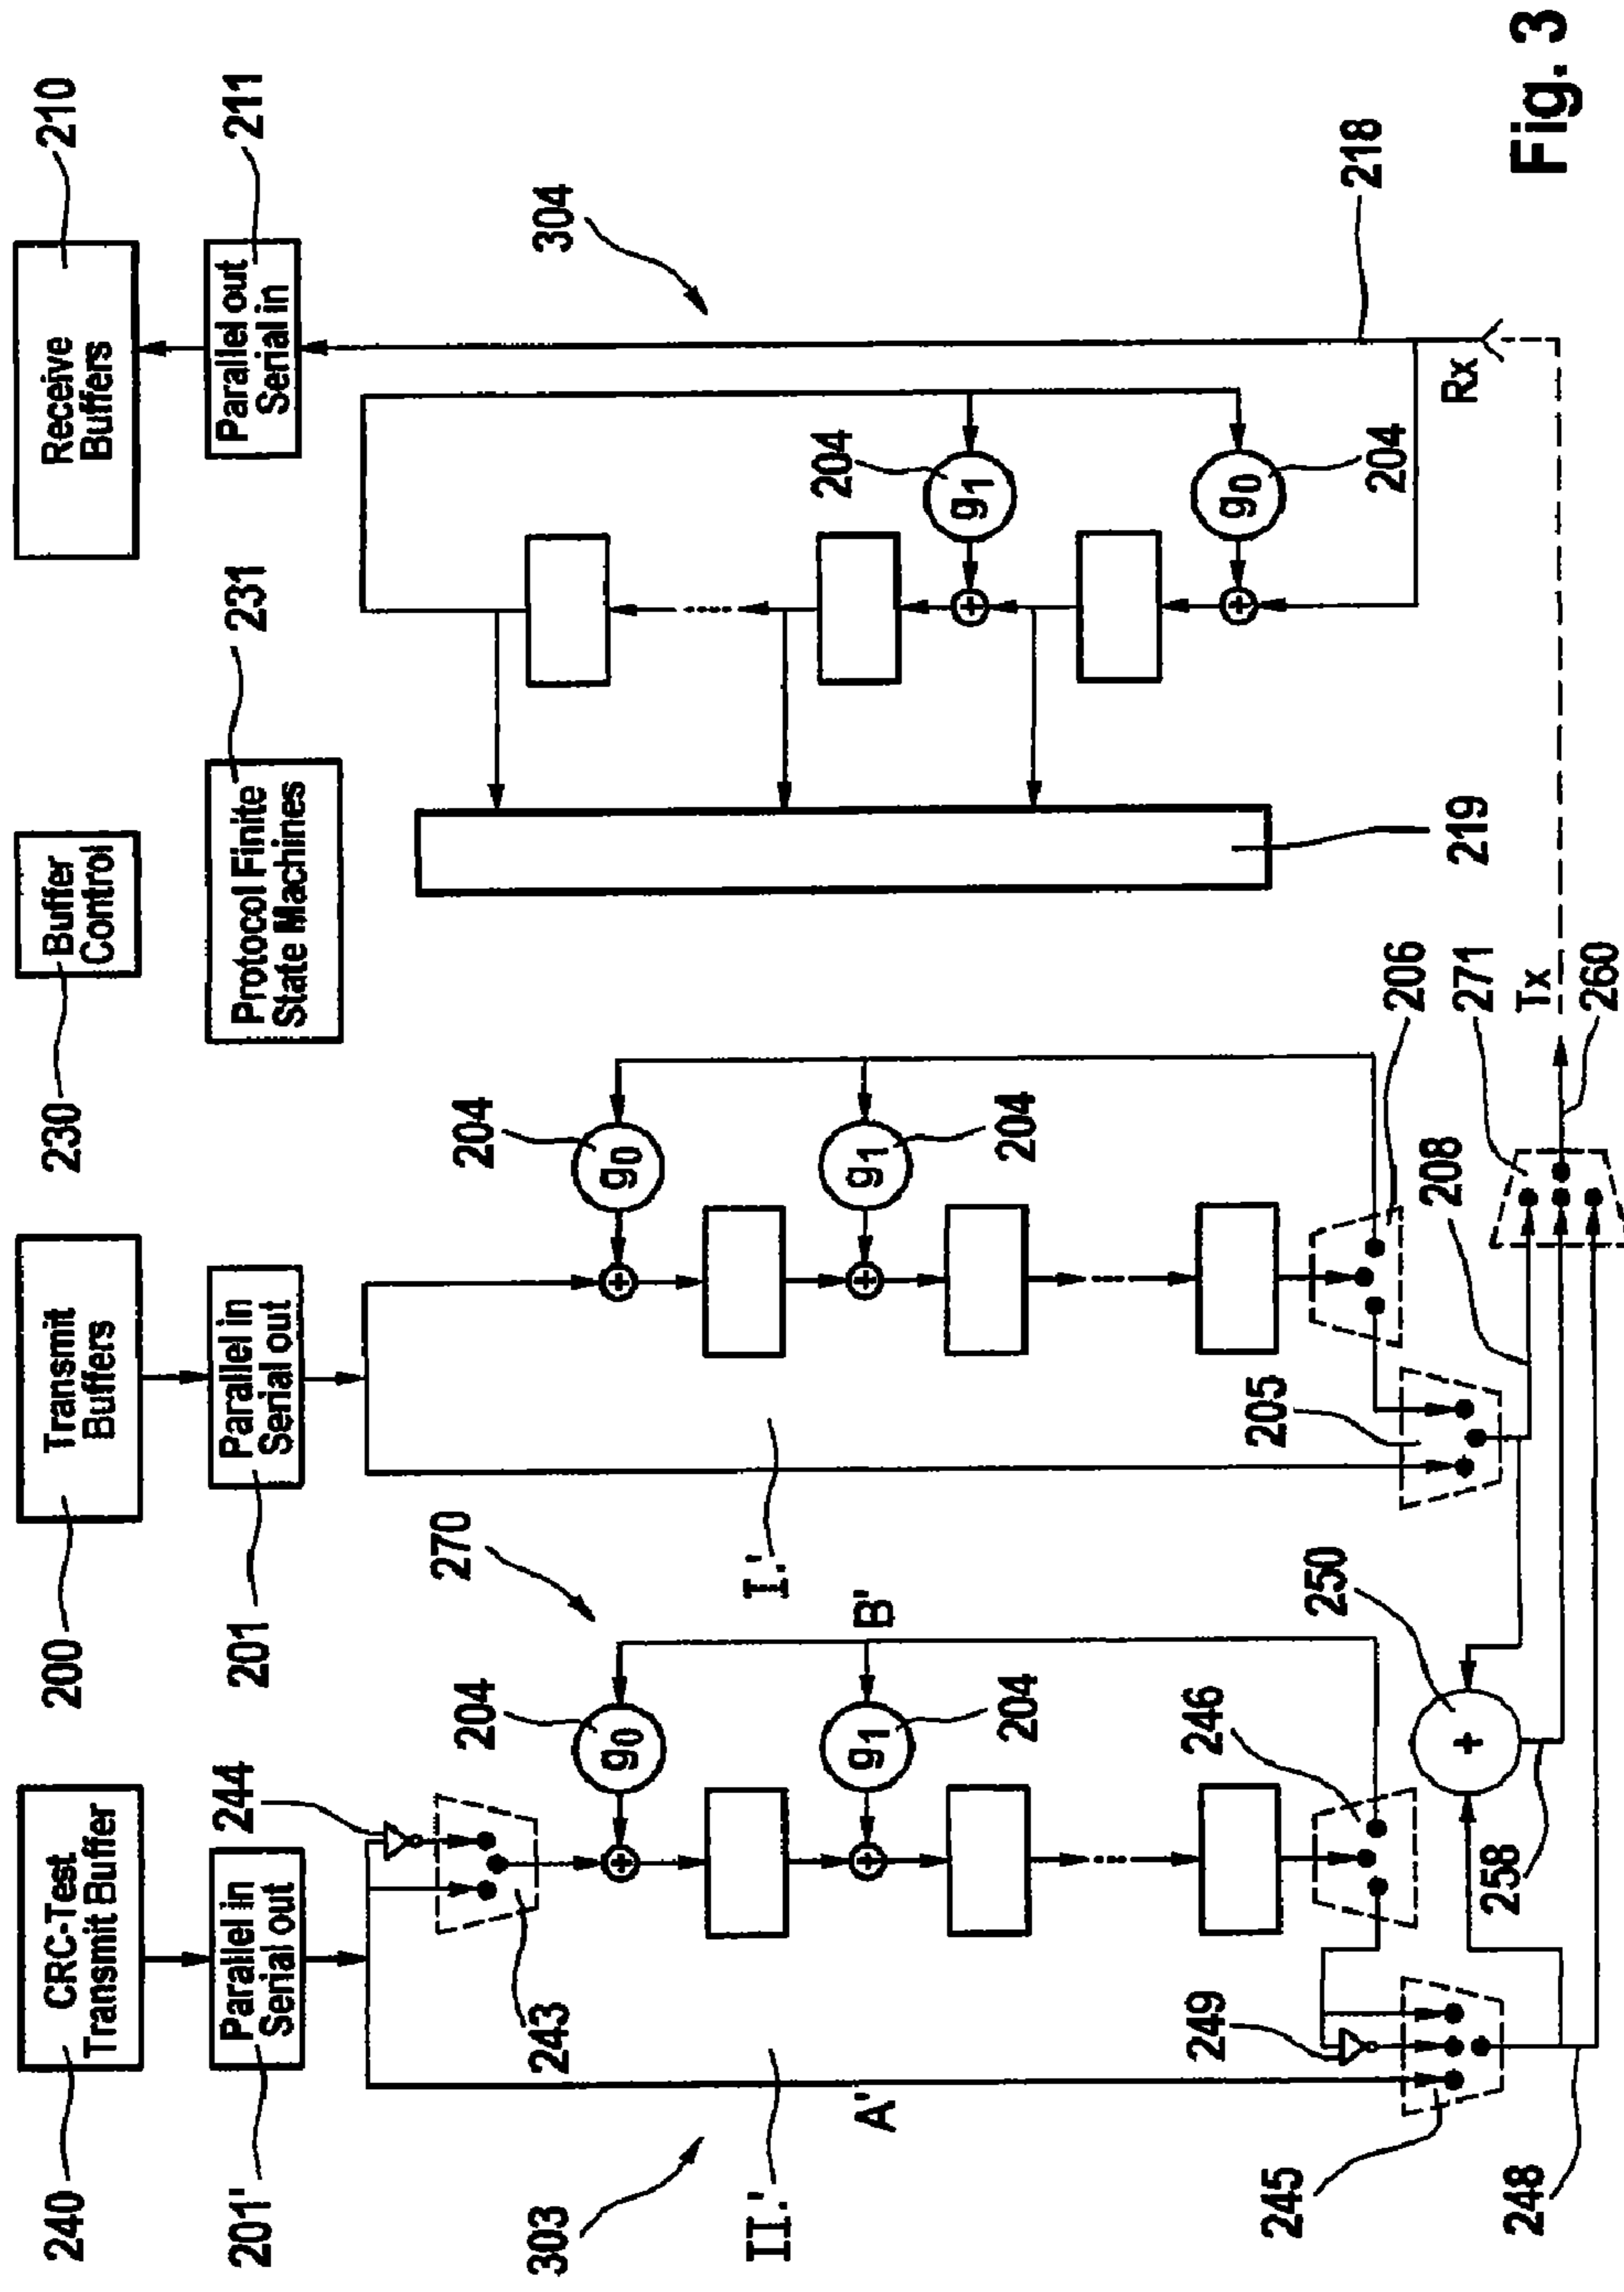 240
CRC-Test
Transmit Buffer
200
Transmit
Buffers
230
Buffer
Control
Receive
Buffers
210
201'
Parallel in
Serial out
244
201
Parallel in
Serial out
Protocol Finite
State Machines
231
Parallel out
Serial in
211
303
243
204
g0
270
204
g0
304
II.'
A'
B'
204
g1
I.'
204
g1
204
g1
204
g0
245
249
246
250
+
205
206
219
Rx
218
248
258
208
271
Tx
260
Fig. 3